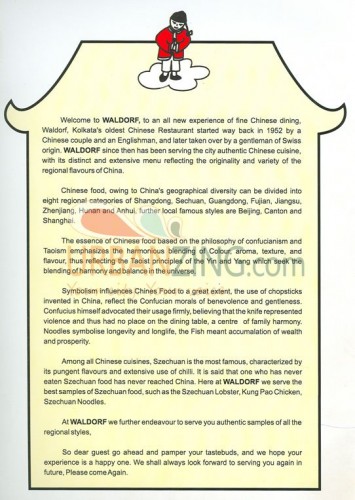 Welcome to WALDORF, to an all new experience of fine Chinese dining,
Waldorf, Kolkata's oldest Chinese Restaurant started way back in 1952 by a
Chinese couple and an Englishman, and later taken over by a gentleman of Swiss
origin. WALDORF since then has been serving the city authentic Chinese cuisine,
with its distinct and extensive menu reflecting the originality and variety of the
regional flavours of China.
Chinese food, owing to China's geographical diversity can be divided into
eight regional categories of Shangdong, Sechuan, Guangdong, Fujian, Jiangsu,
Zhenjiang, Hunan and Anhui, further local famous styles are Beijing, Canton and
Shanghai.
The essence of Chinese food based on the philosophy of confucianism and
Taoism emphasizes the harmonious blending of Color, aroma, texture, and
flavour, thus reflecting the Taoist principles of the Yin and Yang which seek the
blending of harmony and balance in the universe.
Symbolism influences Chines Food to a great extent, the use of chopsticks
invented in China, reflect the Confucian morals of benevolence and gentleness.
Confucius himself advocated their usage firmly, believing that the knife represented
violence and thus had no place on the dining table, a centre of family harmony.
Noodles symbolise longevity and longlife, the Fish meant accumalation of wealth
and prosperity.
Among all Chinese cuisines, Szechuan is the most famous, characterized by
its pungent flavours and extensive use of chilli. It is said that one who has never
eaten Szechuan food has never reached China. Here at WALDORF we serve the
best samples of Szechuan food, such as the Szechuan Lobster, Kung Pao Chicken,
Szechuan Noodles.
At WALDORF we further endeavour to serve you authentic samples of all the
regional styles,
So dear guest go ahead and pamper your tastebuds, and we hope your
experience is a happy one. We shall always look forward to serving you again in
future, Please come Again.